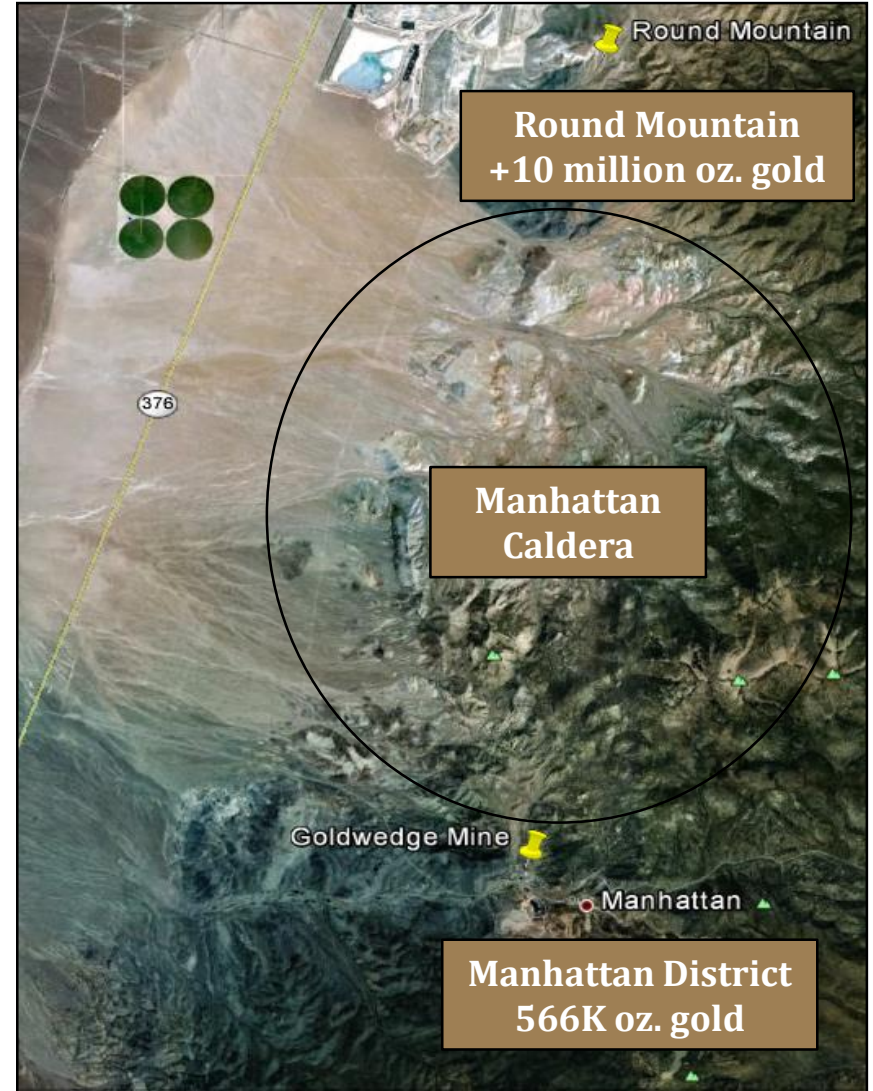 Round Mountain
Round Mountain
+10 million oz. gold
376
Manhattan
Caldera
Goldwedge Mine
Manhattan
Manhattan District
566K oz. gold